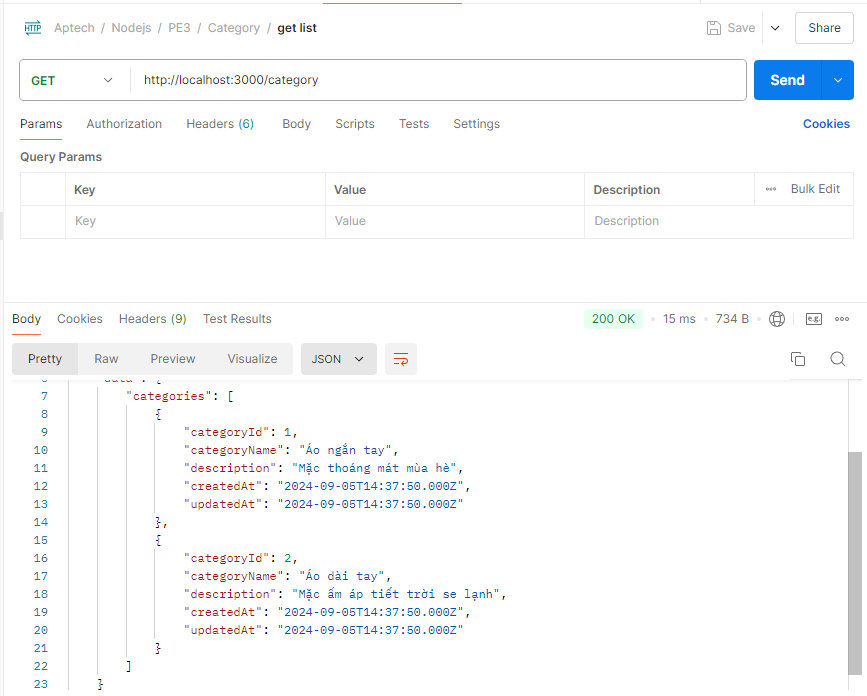 HTTP Aptech / Nodejs / PE3 / Category / get list Save Share
GET http://localhost:3000/category Send
Params Authorization Headers (6) Body Scripts Tests Settings Cookies
Query Params
Key Value Description Bulk Edit
Key Value Description
Body Cookies Headers (9) Test Results 200 OK 15 ms 734 B e.g.
Pretty Raw Preview Visualize JSON
6 "data": {
7 "categories": [
8 {
9 "categoryId": 1,
10 "categoryName": "Áo ngắn tay",
11 "description": "Mặc thoáng mát mùa hè",
12 "createdAt": "2024-09-05T14:37:50.000Z",
13 "updatedAt": "2024-09-05T14:37:50.000Z"
14 },
15 {
16 "categoryId": 2,
17 "categoryName": "Áo dài tay",
18 "description": "Mặc ấm áp tiết trời se lạnh",
19 "createdAt": "2024-09-05T14:37:50.000Z",
20 "updatedAt": "2024-09-05T14:37:50.000Z"
21 }
22 ]
23 }